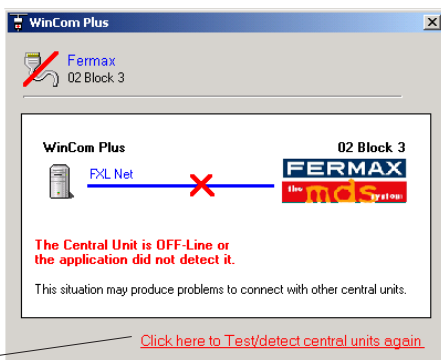 WinCom Plus
Fermax
02 Block 3
WinCom Plus
02 Block 3
FXL Net
FERMAX
the mds system
The Central Unit is OFF-Line or
the application did not detect it.
This situation may produce problems to connect with other central units.
Click here to Test/detect central units again